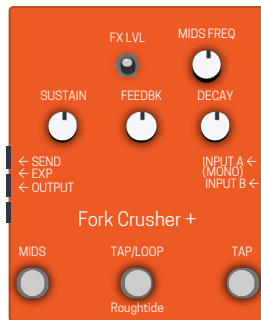 FX LVL
MIDS FREQ
SUSTAIN
FEEDBK
DECAY
← SEND
← EXP
← OUTPUT
INPUT A ←
(MONO)
INPUT B ←
Fork Crusher +
MIDS
TAP/LOOP
TAP
Roughtide